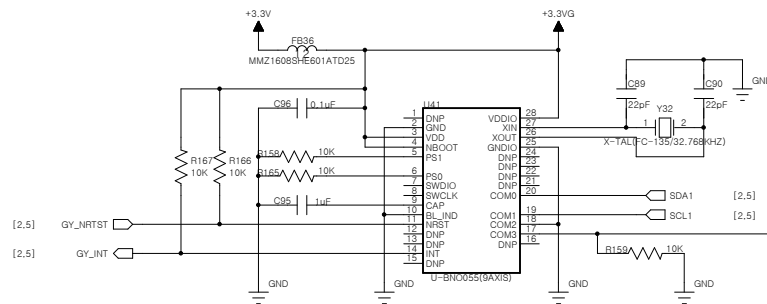 +3.3V
+3.3VG
FB36
1 2
MMZ1608SHE601ATD25
GND
C89
22pF
C90
22pF
Y32
1 2
X-TAL(FC-135/32.768KHZ)
C96 0.1uF
R167
10K
R166
10K
R158 10K
R165 10K
C95 1uF
U41
1 DNP
2 GND
3 VDD
4 NBOOT
5 PS1
6 PS0
7 SWDIO
8 SWCLK
9 CAP
10 BL_IND
11 NRST
12 DNP
13 DNP
14 INT
15 DNP
VDDIO 28
XIN 27
XOUT 26
GNDIO 25
DNP 24
DNP 23
DNP 22
DNP 21
COM0 20
COM1 19
COM2 18
COM3 17
DNP 16
U-BNO055(9AXIS)
SDA1 [2,5]
SCL1 [2,5]
[2,5] GY_NRTST
[2,5] GY_INT
R159 10K
GND
GND
GND
GND